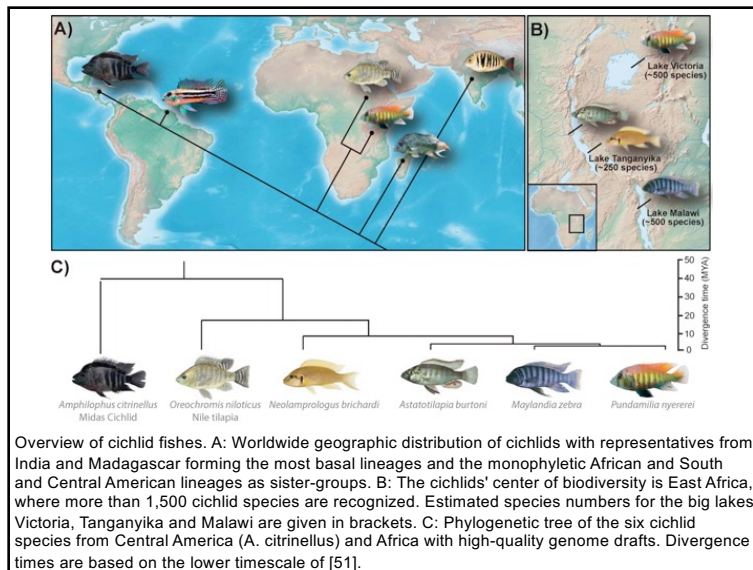 A)
B)
Lake Victoria
(~500 species)
Lake Tanganyika
(~250 species)
Lake Malawi
(~500 species)
C)
50
40
30
20
10
0
Divergence time (MYA)
Amphilophus citrinellus
Midas Cichlid
Oreochromis niloticus
Nile tilapia
Neolamprologus brichardi
Astatotilapia burtoni
Maylandia zebra
Pundamilia nyererei
Overview of cichlid fishes. A: Worldwide geographic distribution of cichlids with representatives from
India and Madagascar forming the most basal lineages and the monophyletic African and South
and Central American lineages as sister-groups. B: The cichlids' center of biodiversity is East Africa,
where more than 1,500 cichlid species are recognized. Estimated species numbers for the big lakes
Victoria, Tanganyika and Malawi are given in brackets. C: Phylogenetic tree of the six cichlid
species from Central America (A. citrinellus) and Africa with high-quality genome drafts. Divergence
times are based on the lower timescale of [51].